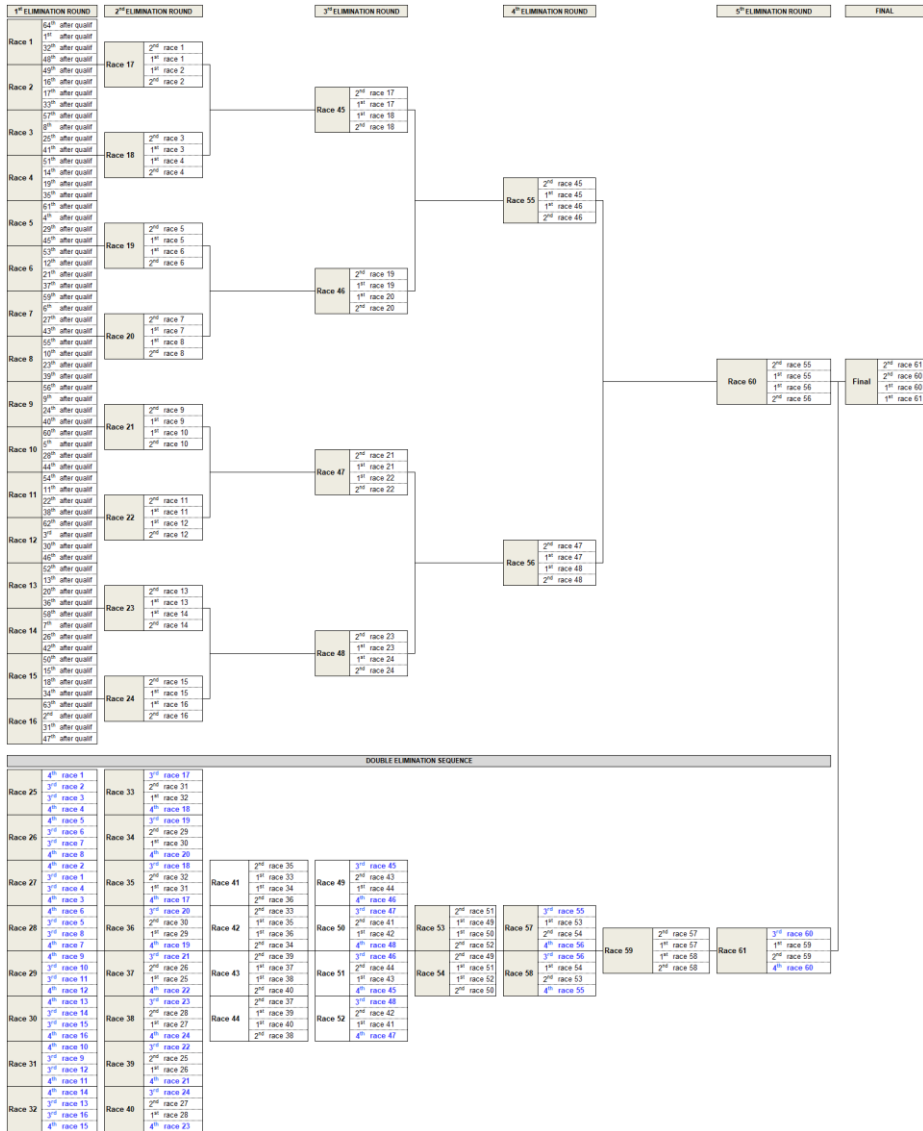 1st ELIMINATION ROUND
2nd ELIMINATION ROUND
3rd ELIMINATION ROUND
4th ELIMINATION ROUND
5th ELIMINATION ROUND
FINAL
Race 1
64th after qualif
1st after qualif
32th after qualif
48th after qualif
Race 2
49th after qualif
16th after qualif
17th after qualif
33th after qualif
Race 3
57th after qualif
8th after qualif
25th after qualif
41th after qualif
Race 4
51th after qualif
14th after qualif
19th after qualif
35th after qualif
Race 5
61th after qualif
4th after qualif
29th after qualif
45th after qualif
Race 6
53th after qualif
12th after qualif
21th after qualif
37th after qualif
Race 7
59th after qualif
6th after qualif
27th after qualif
43th after qualif
Race 8
55th after qualif
10th after qualif
23th after qualif
39th after qualif
Race 9
56th after qualif
9th after qualif
24th after qualif
40th after qualif
Race 10
60th after qualif
5th after qualif
28th after qualif
44th after qualif
Race 11
54th after qualif
11th after qualif
22th after qualif
38th after qualif
Race 12
62th after qualif
3rd after qualif
30th after qualif
46th after qualif
Race 13
52th after qualif
13th after qualif
20th after qualif
36th after qualif
Race 14
58th after qualif
7th after qualif
26th after qualif
42th after qualif
Race 15
50th after qualif
15th after qualif
18th after qualif
34th after qualif
Race 16
63th after qualif
2nd after qualif
31th after qualif
47th after qualif
Race 17
2nd race 1
1st race 1
1st race 2
2nd race 2
Race 18
2nd race 3
1st race 3
1st race 4
2nd race 4
Race 19
2nd race 5
1st race 5
1st race 6
2nd race 6
Race 20
2nd race 7
1st race 7
1st race 8
2nd race 8
Race 21
2nd race 9
1st race 9
1st race 10
2nd race 10
Race 22
2nd race 11
1st race 11
1st race 12
2nd race 12
Race 23
2nd race 13
1st race 13
1st race 14
2nd race 14
Race 24
2nd race 15
1st race 15
1st race 16
2nd race 16
Race 45
2nd race 17
1st race 17
1st race 18
2nd race 18
Race 46
2nd race 19
1st race 19
1st race 20
2nd race 20
Race 47
2nd race 21
1st race 21
1st race 22
2nd race 22
Race 48
2nd race 23
1st race 23
1st race 24
2nd race 24
Race 55
2nd race 45
1st race 45
1st race 46
2nd race 46
Race 56
2nd race 47
1st race 47
1st race 48
2nd race 48
Race 60
2nd race 55
1st race 55
1st race 56
2nd race 56
Final
2nd race 61
2nd race 60
1st race 60
1st race 61
DOUBLE ELIMINATION SEQUENCE
Race 25
4th race 1
3rd race 2
3rd race 3
4th race 4
Race 26
4th race 5
3rd race 6
3rd race 7
4th race 8
Race 27
4th race 2
3rd race 1
3rd race 4
4th race 3
Race 28
4th race 6
3rd race 5
3rd race 8
4th race 7
Race 29
4th race 9
3rd race 10
3rd race 11
4th race 12
Race 30
4th race 13
3rd race 14
3rd race 15
4th race 16
Race 31
4th race 10
3rd race 9
3rd race 12
4th race 11
Race 32
4th race 14
3rd race 13
3rd race 16
4th race 15
Race 33
3rd race 17
2nd race 31
1st race 32
4th race 18
Race 34
3rd race 19
2nd race 29
1st race 30
4th race 20
Race 35
3rd race 18
2nd race 32
1st race 31
4th race 17
Race 36
3rd race 20
2nd race 30
1st race 29
4th race 19
Race 37
3rd race 21
2nd race 26
1st race 25
4th race 22
Race 38
3rd race 23
2nd race 28
1st race 27
4th race 24
Race 39
3rd race 22
2nd race 25
1st race 26
4th race 21
Race 40
3rd race 24
2nd race 27
1st race 28
4th race 23
Race 41
2nd race 35
1st race 33
1st race 34
2nd race 36
Race 42
2nd race 33
1st race 35
1st race 36
2nd race 34
Race 43
2nd race 39
1st race 37
1st race 38
2nd race 40
Race 44
2nd race 37
1st race 39
1st race 40
2nd race 38
Race 49
3rd race 45
2nd race 43
1st race 44
4th race 46
Race 50
3rd race 47
2nd race 41
1st race 42
4th race 48
Race 51
3rd race 46
2nd race 44
1st race 43
4th race 45
Race 52
3rd race 48
2nd race 42
1st race 41
4th race 47
Race 53
2nd race 51
1st race 49
1st race 50
2nd race 52
Race 54
2nd race 49
1st race 51
1st race 52
2nd race 50
Race 57
3rd race 55
1st race 53
2nd race 54
4th race 56
Race 58
3rd race 56
1st race 54
2nd race 53
4th race 55
Race 59
2nd race 57
1st race 57
1st race 58
2nd race 58
Race 61
3rd race 60
1st race 59
2nd race 59
4th race 60